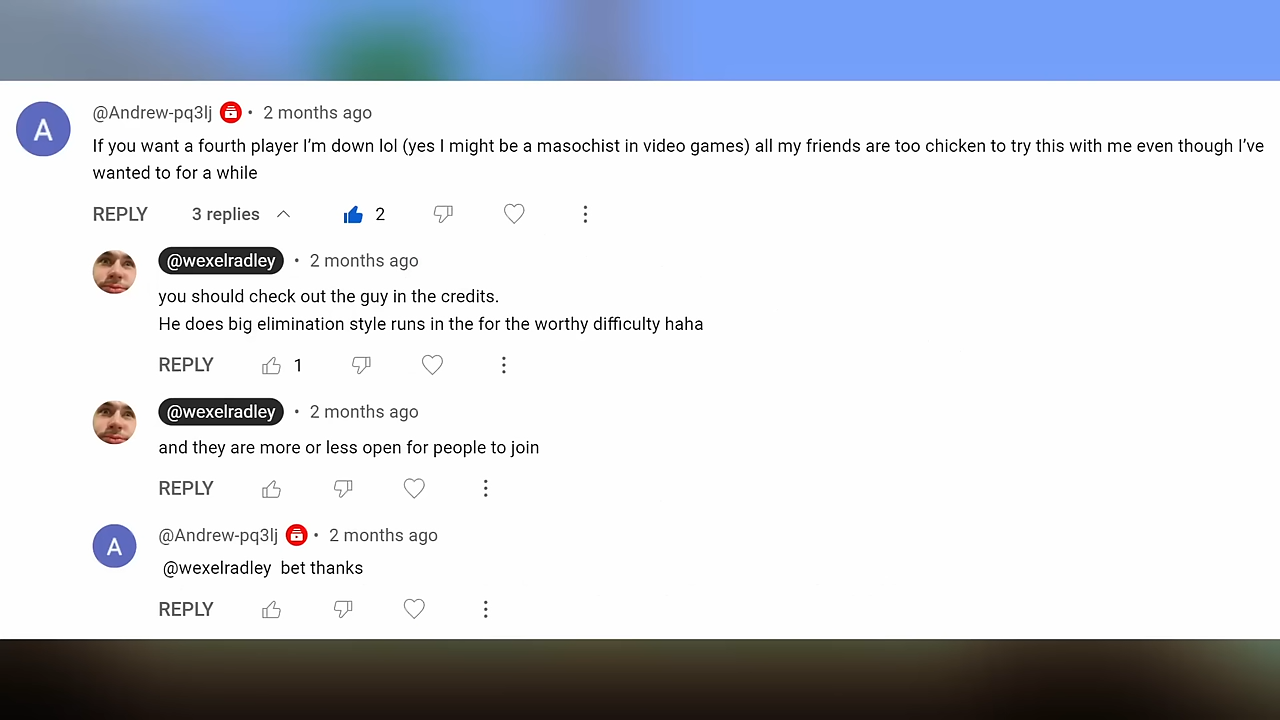 @Andrew-pq3lj • 2 months ago
A
If you want a fourth player I’m down lol (yes I might be a masochist in video games) all my friends are too chicken to try this with me even though I’ve
wanted to for a while
REPLY 3 replies 2
@wexelradley • 2 months ago
you should check out the guy in the credits.
He does big elimination style runs in the for the worthy difficulty haha
REPLY 1
@wexelradley • 2 months ago
and they are more or less open for people to join
REPLY
@Andrew-pq3lj • 2 months ago
A
@wexelradley bet thanks
REPLY